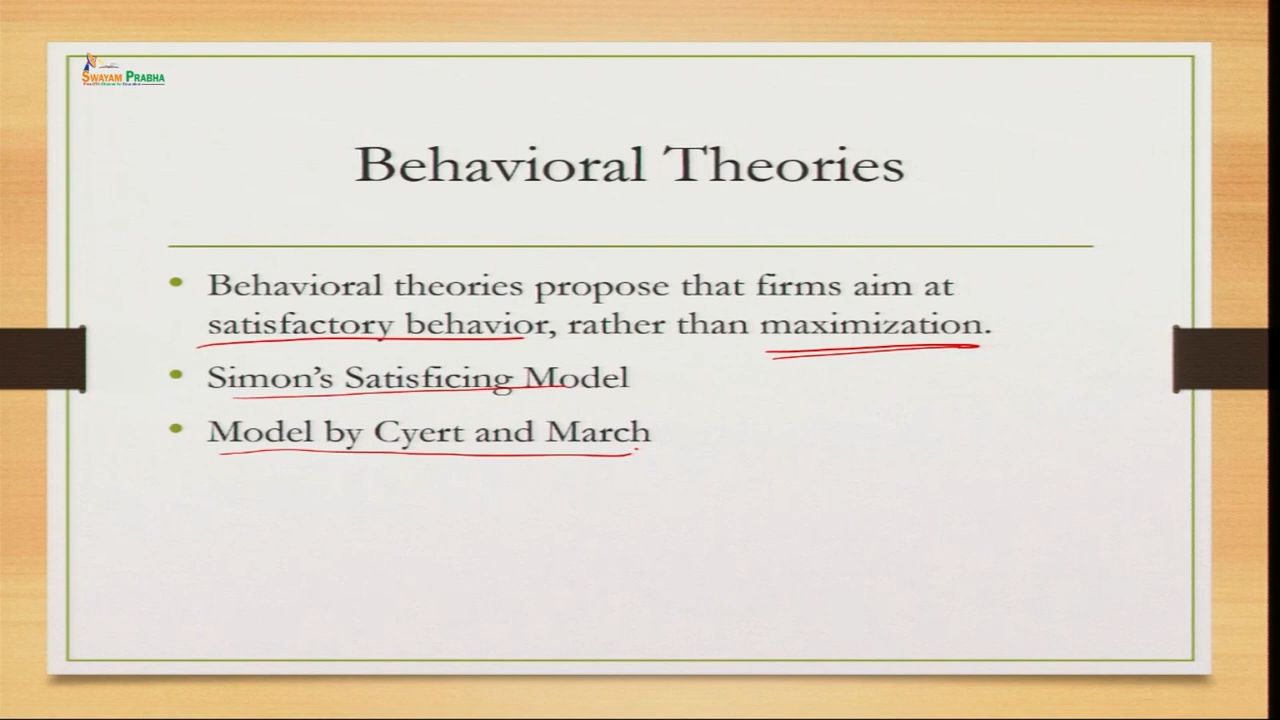 SWAYAM PRABHA
Behavioral Theories
• Behavioral theories propose that firms aim at
satisfactory behavior, rather than maximization.
• Simon's Satisficing Model
• Model by Cyert and March